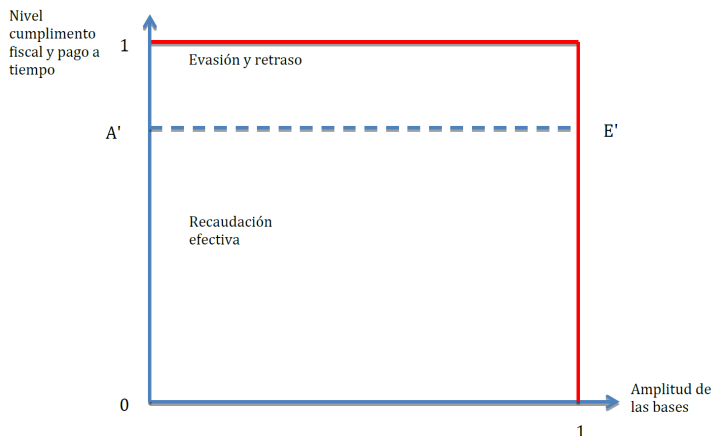 Nivel
cumplimento
fiscal y pago a
tiempo
1
Evasión y retraso
A'
E'
Recaudación
efectiva
0
Amplitud de
las bases
1